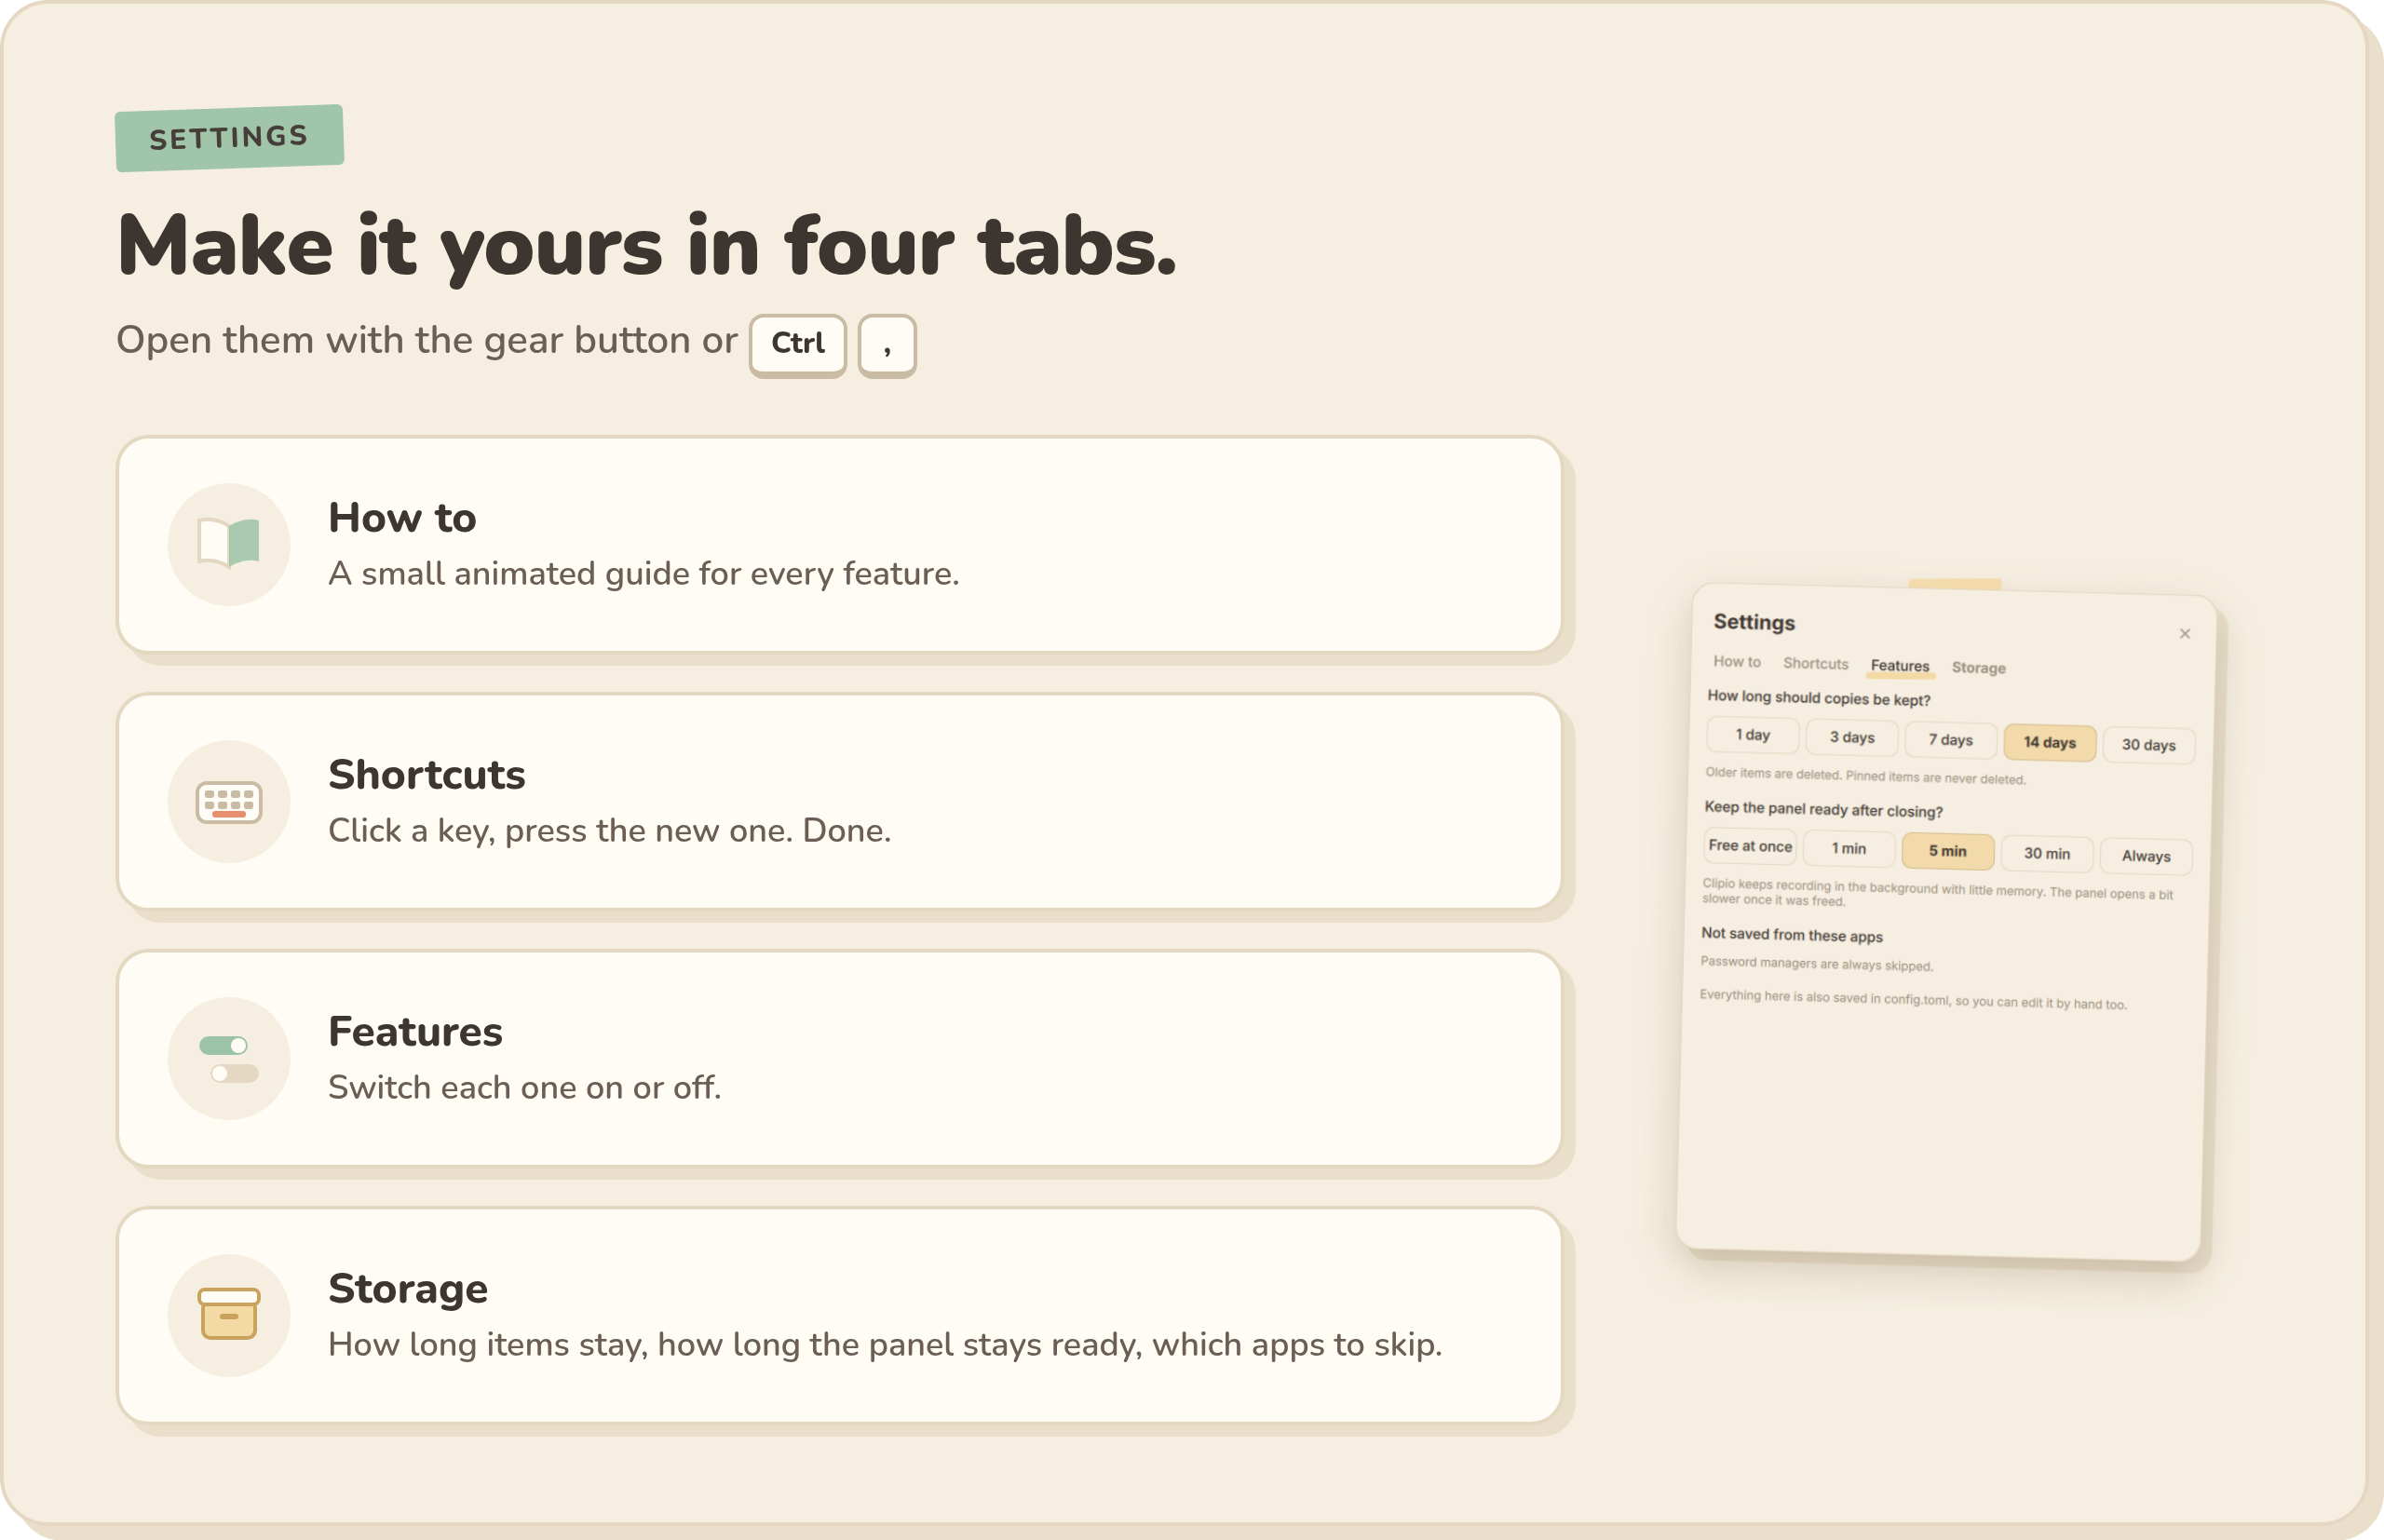 SETTINGS
Make it yours in four tabs.
Open them with the gear button or Ctrl ,
How to
A small animated guide for every feature.
Shortcuts
Click a key, press the new one. Done.
Features
Switch each one on or off.
Storage
How long items stay, how long the panel stays ready, which apps to skip.
Settings ×
How to Shortcuts Features Storage
How long should copies be kept?
1 day 3 days 7 days 14 days 30 days
Older items are deleted. Pinned items are never deleted.
Keep the panel ready after closing?
Free at once 1 min 5 min 30 min Always
Clipio keeps recording in the background with little memory. The panel opens a bit
slower once it was freed.
Not saved from these apps
Password managers are always skipped.
Everything here is also saved in config.toml, so you can edit it by hand too.